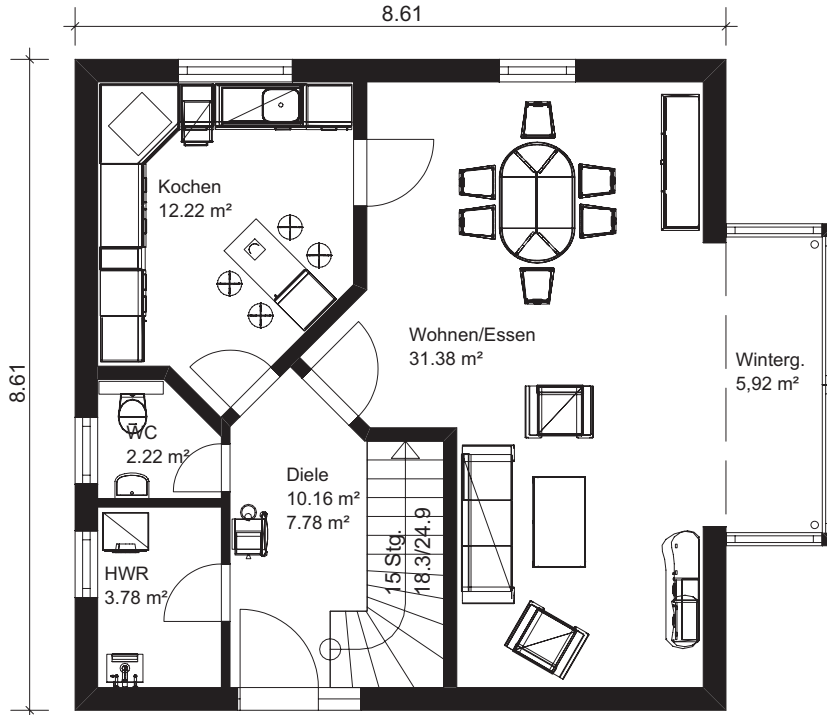 8.61
8.61
Kochen
12.22 m²
Wohnen/Essen
31.38 m²
Winterg.
5,92 m²
WC
2.22 m²
Diele
10.16 m²
7.78 m²
15 Stg.
18.3/24.9
HWR
3.78 m²